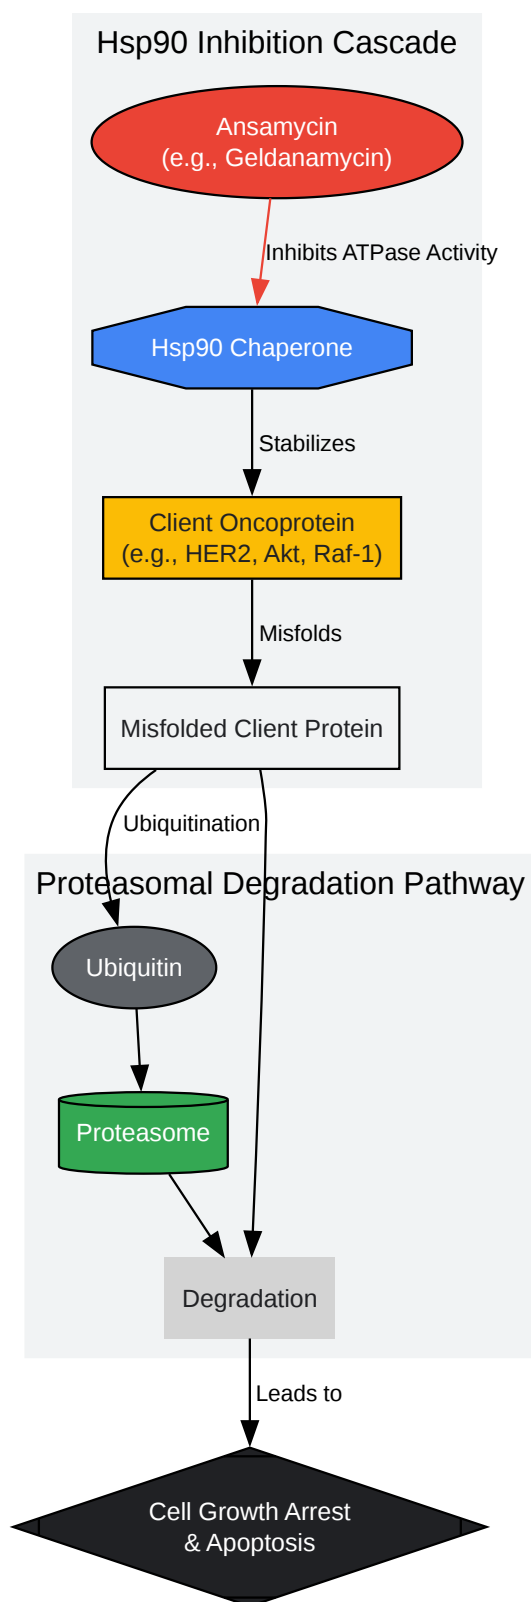 Hsp90 Inhibition Cascade
Ansamycin
(e.g., Geldanamycin)
Inhibits ATPase Activity
Hsp90 Chaperone
Stabilizes
Client Oncoprotein
(e.g., HER2, Akt, Raf-1)
Misfolds
Misfolded Client Protein
Ubiquitination
Proteasomal Degradation Pathway
Ubiquitin
Proteasome
Degradation
Leads to
Cell Growth Arrest
& Apoptosis